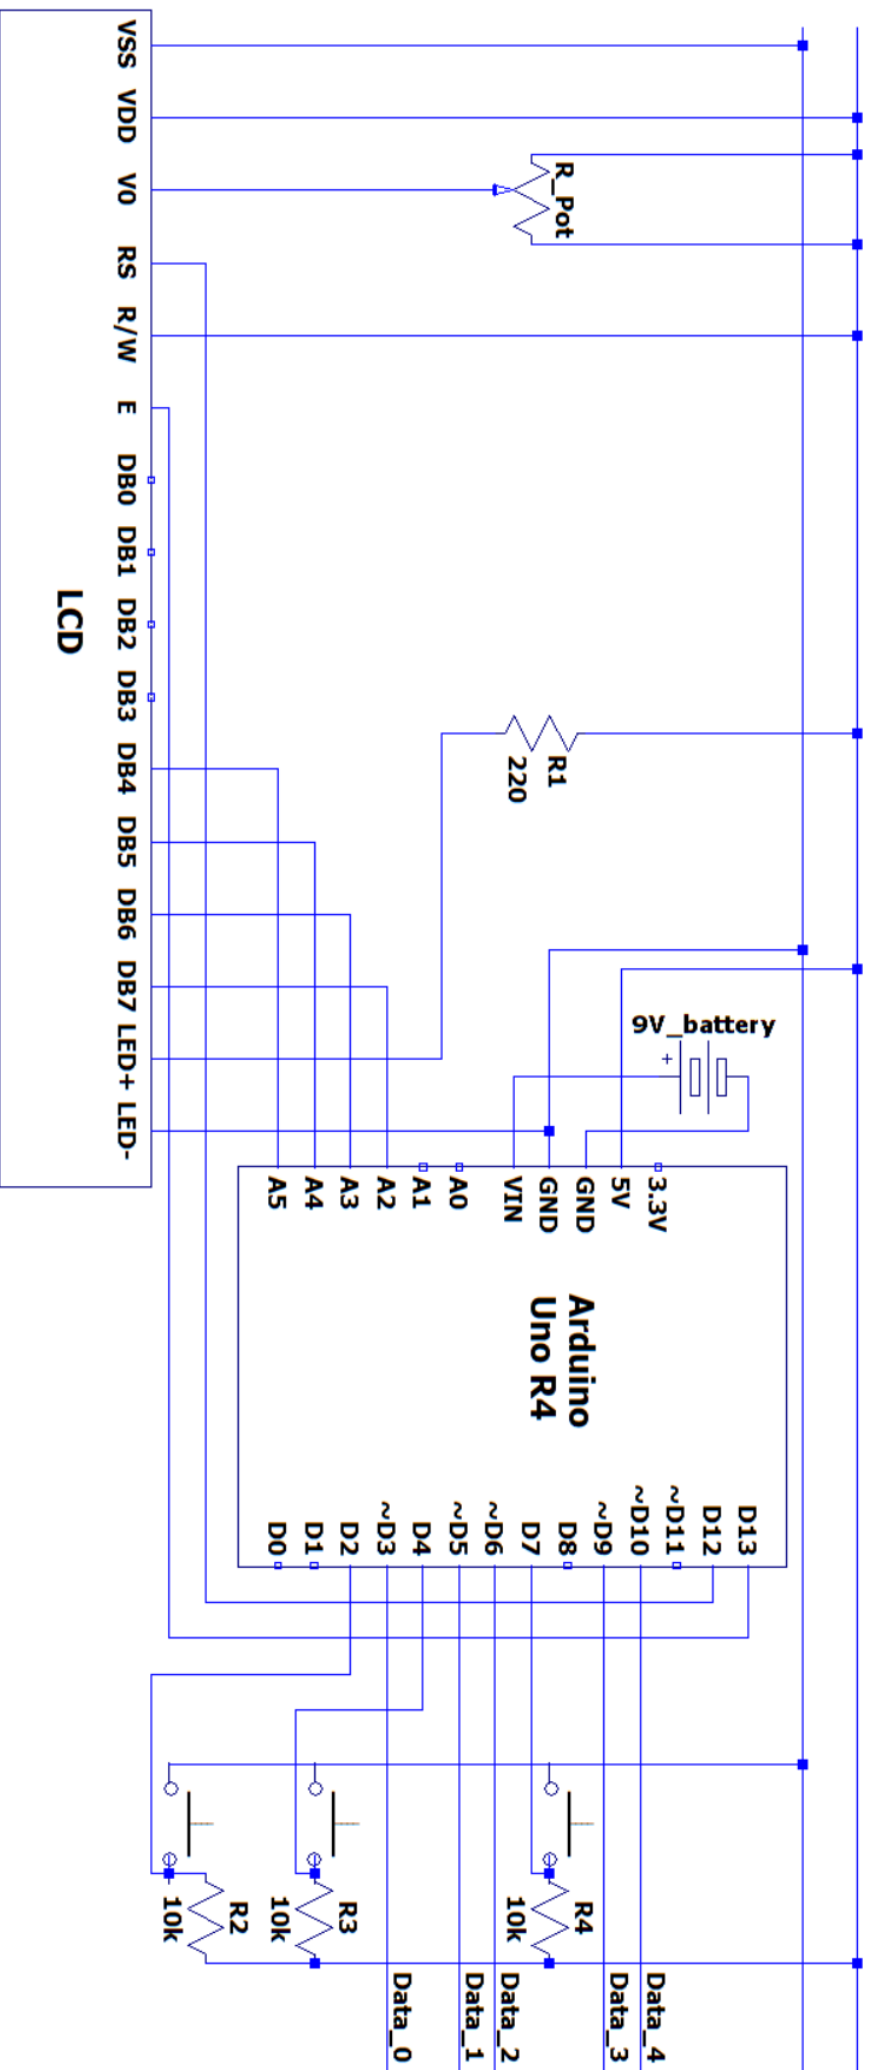 VSS
VDD
V0
RS
R/W
E
DB0
DB1
DB2
DB3
DB4
DB5
DB6
DB7
LED+
LED-
LCD
R_Pot
R1
220
9V_battery
+
3.3V
5V
GND
GND
VIN
A0
A1
A2
A3
A4
A5
Arduino
Uno R4
D13
D12
~D11
~D10
~D9
D8
D7
~D6
~D5
D4
~D3
D2
D1
D0
R4
10k
R3
10k
R2
10k
Data_4
Data_3
Data_2
Data_1
Data_0